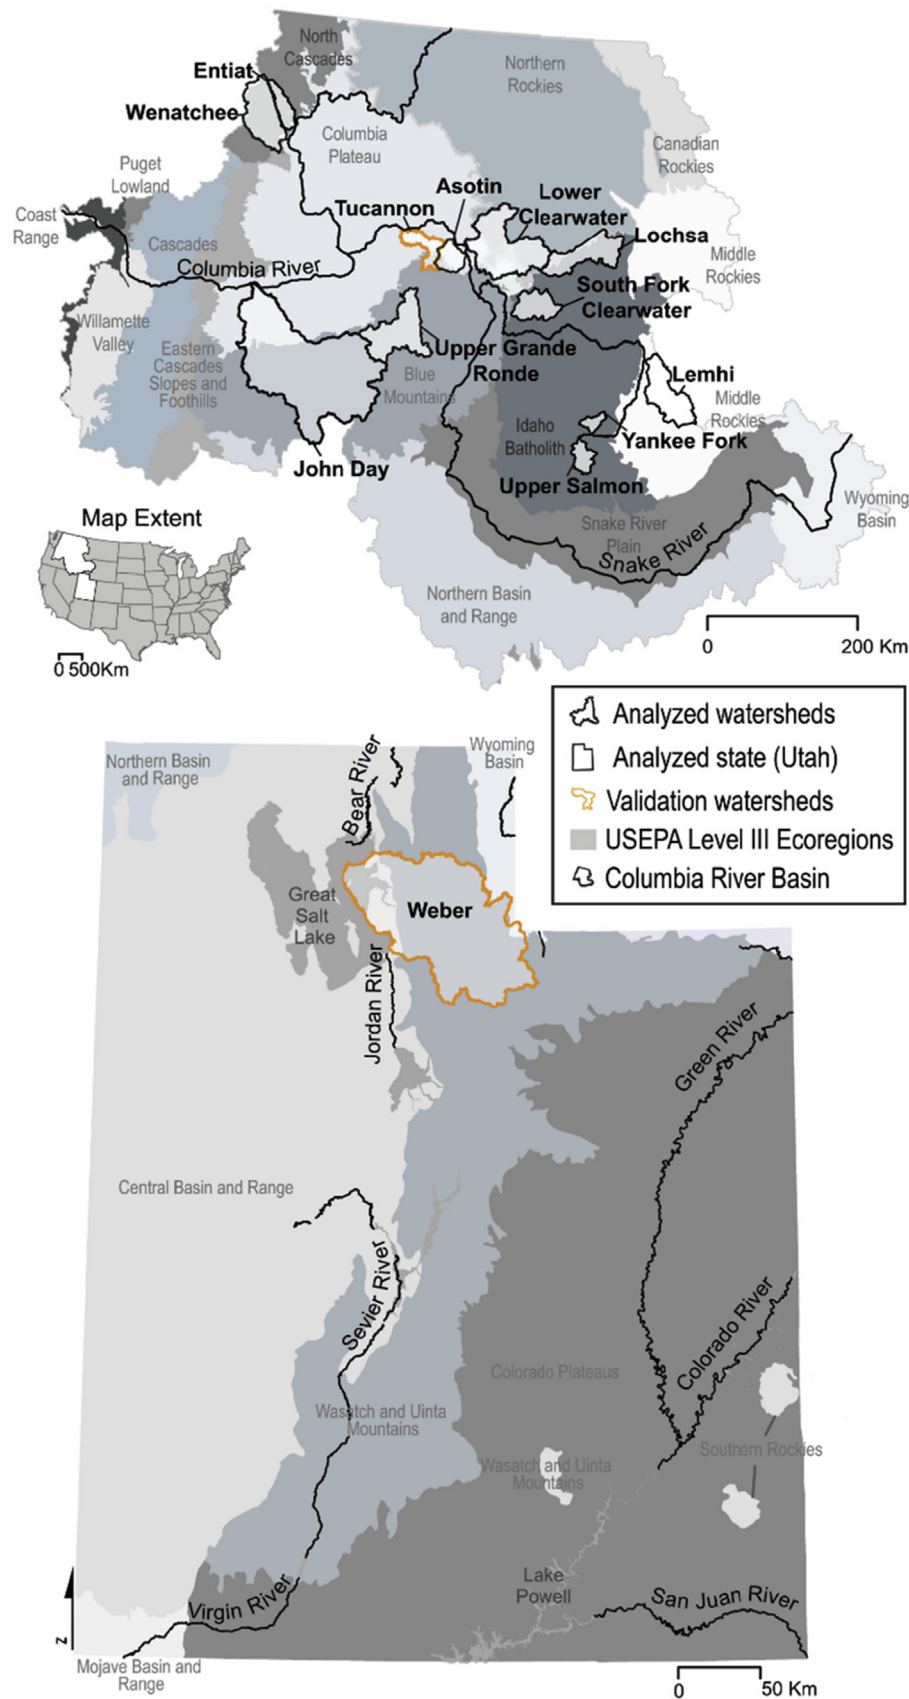 North
Cascades
Entiat
Northern
Rockies
Wenatchee
Columbia
Plateau
Canadian
Rockies
Puget
Lowland
Asotin
Lower
Clearwater
Tucannon
Coast
Range
Lochsa
Cascades
Middle
Rockies
Columbia River
South Fork
Clearwater
Willamette
Valley
Eastern
Cascades
Slopes and
Foothills
Upper Grande
Ronde
Blue
Mountains
Lemhi
Middle
Rockies
Idaho
Batholith
Yankee Fork
John Day
Upper Salmon
Wyoming
Basin
Snake River
Plain
Snake River
Map Extent
Northern Basin
and Range
0 500Km
0 200 Km
Analyzed watersheds
Analyzed state (Utah)
Validation watersheds
USEPA Level III Ecoregions
Columbia River Basin
Northern Basin
and Range
Bear River
Wyoming
Basin
Great
Salt
Lake
Weber
Jordan River
Green River
Central Basin and Range
Sevier River
Colorado River
Colorado Plateaus
Wasatch and Uinta
Mountains
Southern Rockies
Wasatch and Uinta
Mountains
Lake
Powell
Virgin River
San Juan River
N
Mojave Basin and
Range
0 50 Km